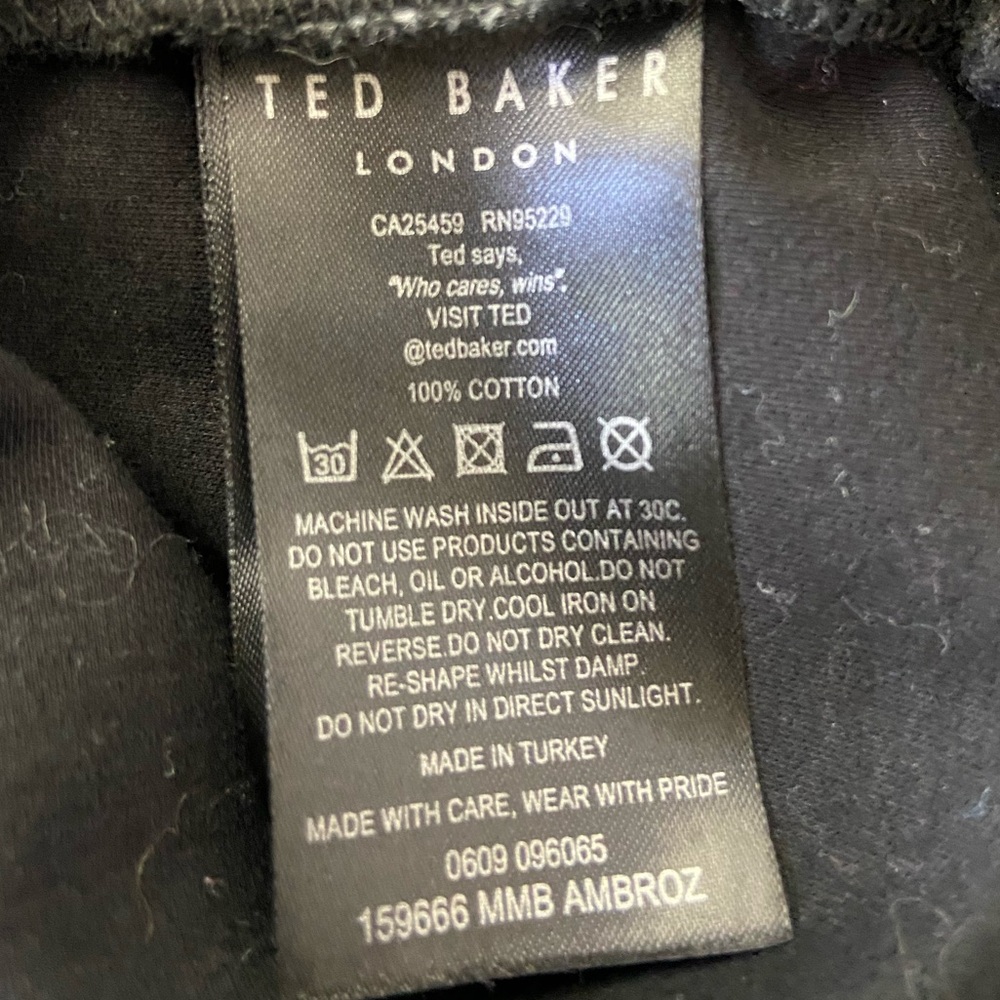 TED BAKER
LONDON
CA25459 RN95229
Ted says,
"Who cares, wins".
VISIT TED
@tedbaker.com
100% COTTON
30
MACHINE WASH INSIDE OUT AT 30C.
DO NOT USE PRODUCTS CONTAINING
BLEACH, OIL OR ALCOHOL.DO NOT
TUMBLE DRY.COOL IRON ON
REVERSE.DO NOT DRY CLEAN.
RE-SHAPE WHILST DAMP.
DO NOT DRY IN DIRECT SUNLIGHT.
MADE IN TURKEY
MADE WITH CARE, WEAR WITH PRIDE
0609 096065
159666 MMB AMBROZ